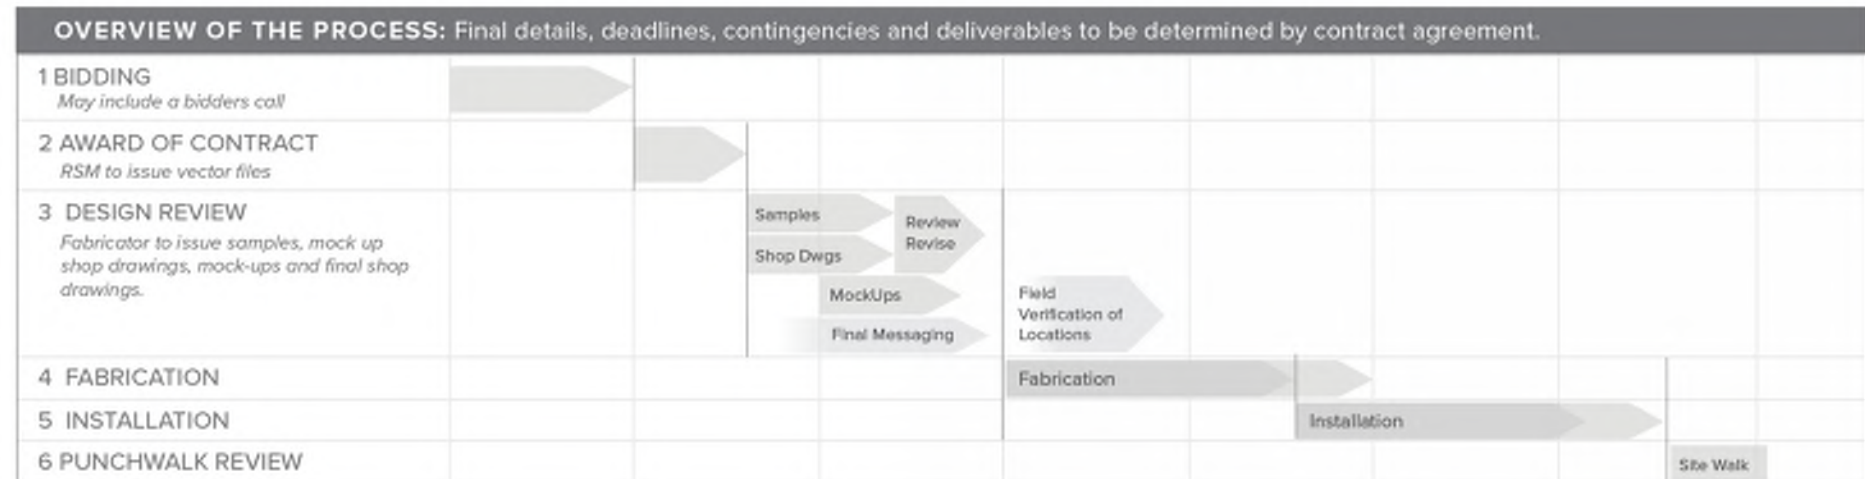 OVERVIEW OF THE PROCESS: Final details, deadlines, contingencies and deliverables to be determined by contract agreement.
1 BIDDING
May include a bidders call
2 AWARD OF CONTRACT
RSM to issue vector files
3 DESIGN REVIEW
Fabricator to issue samples, mock up
shop drawings, mock-ups and final shop
drawings.
Samples
Shop Dwgs
Review
Revise
MockUps
Final Messaging
Field
Verification of
Locations
4 FABRICATION
Fabrication
5 INSTALLATION
Installation
6 PUNCHWALK REVIEW
Site Walk